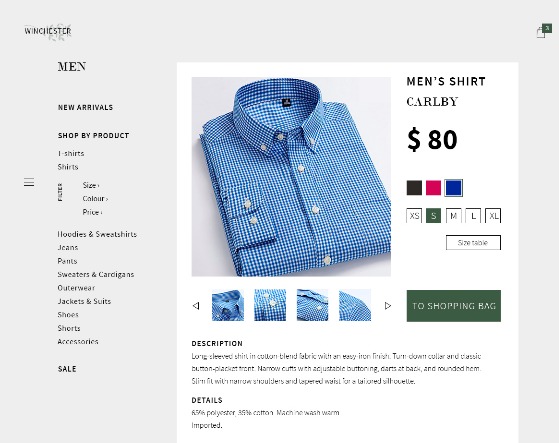 WINCHESTER
3
MEN
NEW ARRIVALS
SHOP BY PRODUCT
T-shirts
Shirts
FILTER
Size ›
Colour ›
Price ›
Hoodies & Sweatshirts
Jeans
Pants
Sweaters & Cardigans
Outerwear
Jackets & Suits
Shoes
Shorts
Accessories
SALE
MEN'S SHIRT
CARLBY
$ 80
XS S M L XL
Size table
TO SHOPPING BAG
DESCRIPTION
Long-sleeved shirt in cotton-blend fabric with an easy-iron finish. Turn-down collar and classic
button-placket front. Narrow cuffs with adjustable buttoning, darts at back, and rounded hem.
Slim fit with narrow shoulders and tapered waist for a tailored silhouette.
DETAILS
65% polyester, 35% cotton. Machine wash warm.
Imported.